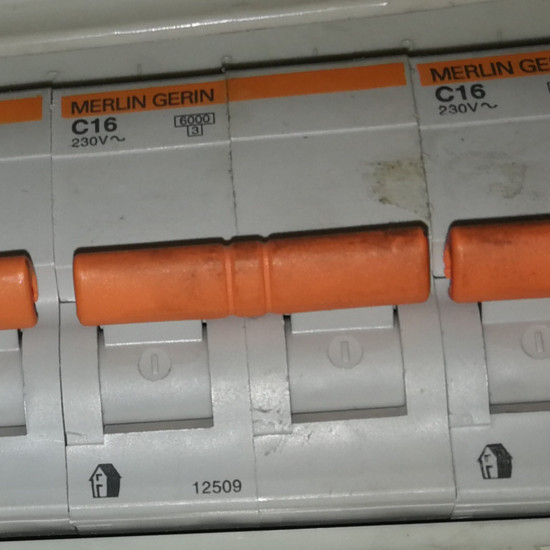 MERLIN GERIN
C16
230V~
6000
3
12509
MERLIN GERIN
C16
230V~